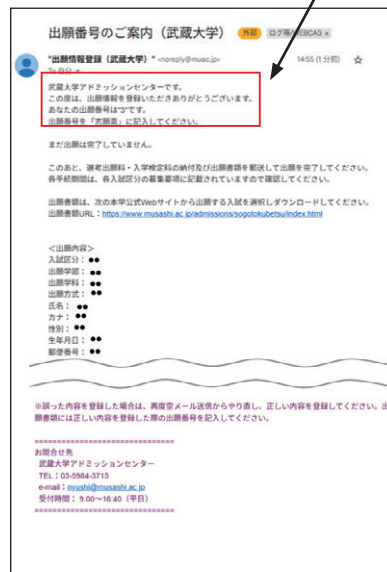 出願番号のご案内（武蔵大学） 外部
"出願情報登録（武蔵大学）" <noreply@muac.jp> 14:55 (1 分前)
To 自分
武蔵大学アドミッションセンターです。
この度は、出願情報を登録いただきありがとうございます。
あなたの出願番号は"3"です。
出願番号を「志願票」に記入してください。
まだ出願は完了していません。
このあと、選考出願料・入学検定料の納付及び出願書類を郵送して出願を完了してください。
各手続期間は、各入試区分の募集要項に記載されていますので確認してください。
出願書類は、次の本学公式Webサイトから出願する入試を選択しダウンロードしてください。
出願書類URL：https://www.musashi.ac.jp/admissions/sogotokubetsu/index.html
＜出願内容＞
入試区分：●●
出願学部：●●
出願学科：●●
出願方式：●●
氏名：●●
カナ：●●
性別：●●
生年月日：●●
郵便番号：●●
※誤った内容を登録した場合は、再度空メール送信からやり直し、正しい内容を登録してください。出
願書類には正しい内容を登録した際の出願番号を記入してください。
===============================
お問合せ先
武蔵大学アドミッションセンター
TEL：03-5984-3715
e-mail：nyushi@musashi.ac.jp
受付時間：9:00～16:40（平日）
===============================